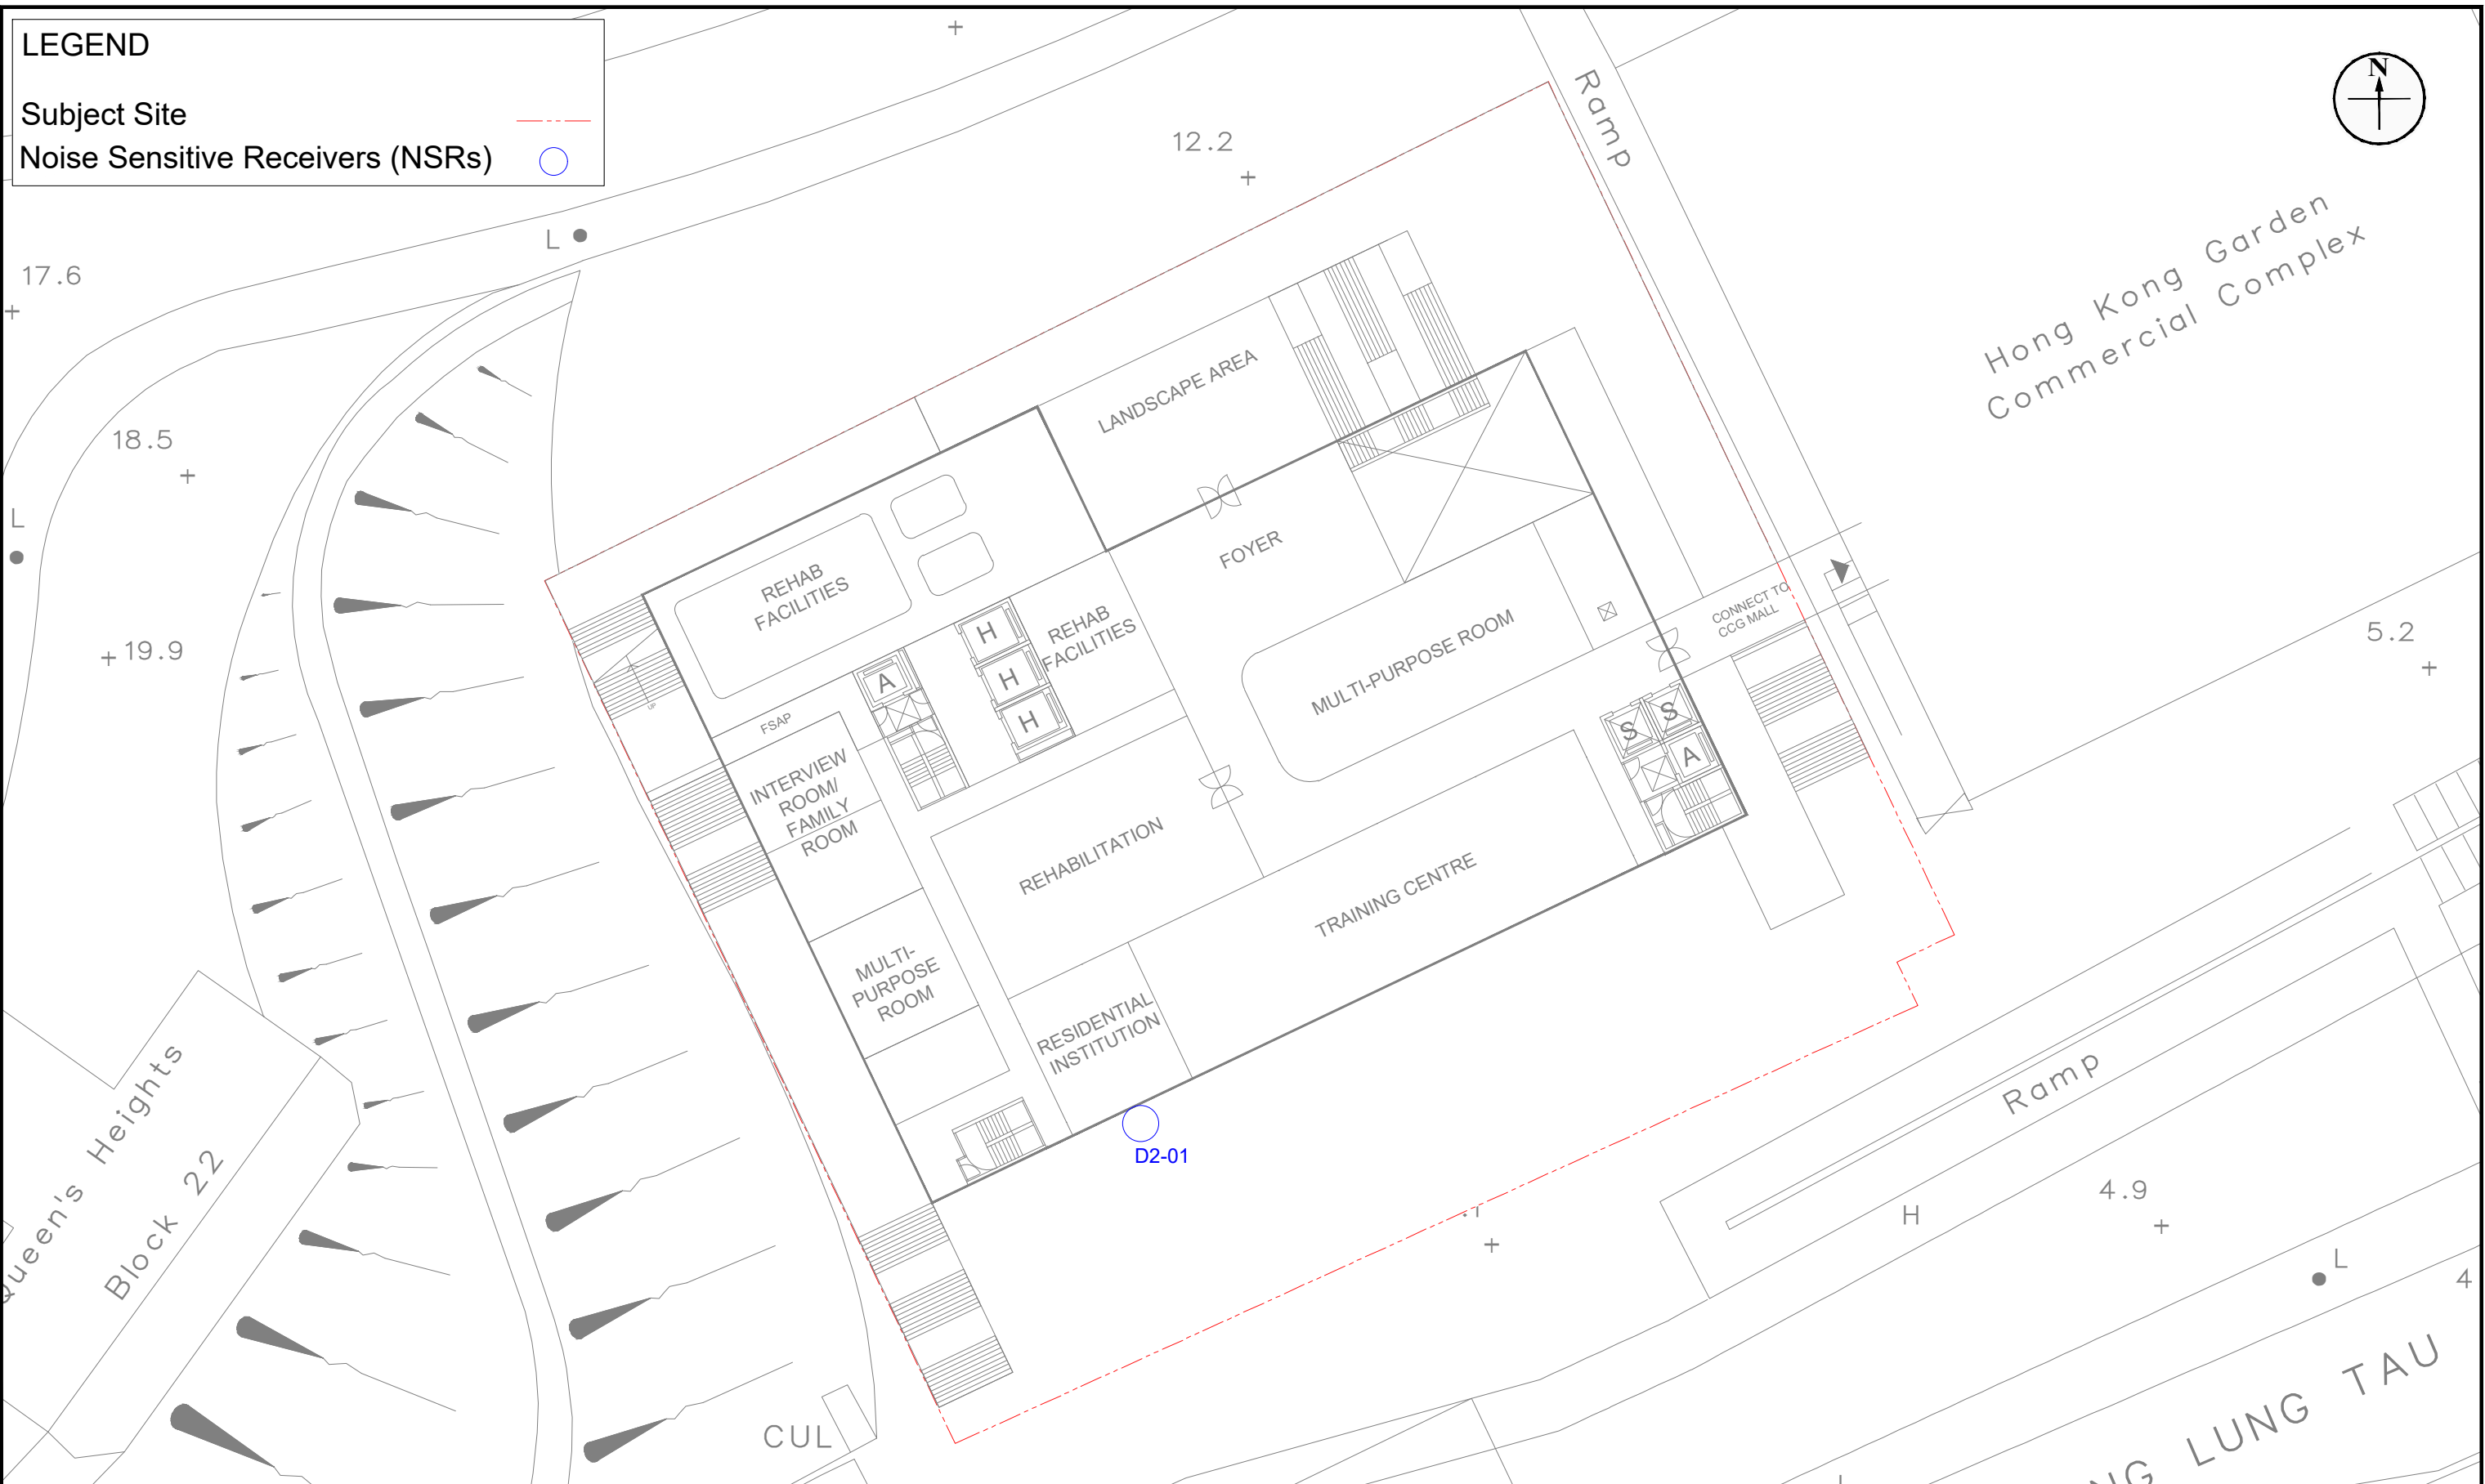 LEGEND
Subject Site
Noise Sensitive Receivers (NSRs)
N
Ramp
12.2
Hong Kong Garden
Commercial Complex
L
17.6
18.5
L
19.9
LANDSCAPE AREA
FOYER
REHAB
FACILITIES
H
H
H
REHAB
FACILITIES
A
UP
FSAP
MULTI-PURPOSE ROOM
CONNECT TO
CCG MALL
5.2
S
S
A
INTERVIEW
ROOM/
FAMILY
ROOM
REHABILITATION
TRAINING CENTRE
MULTI-
PURPOSE
ROOM
RESIDENTIAL
INSTITUTION
D2-01
Queen's Heights
Block 22
Ramp
4.9
H
L
4
CUL
LUNG TAU